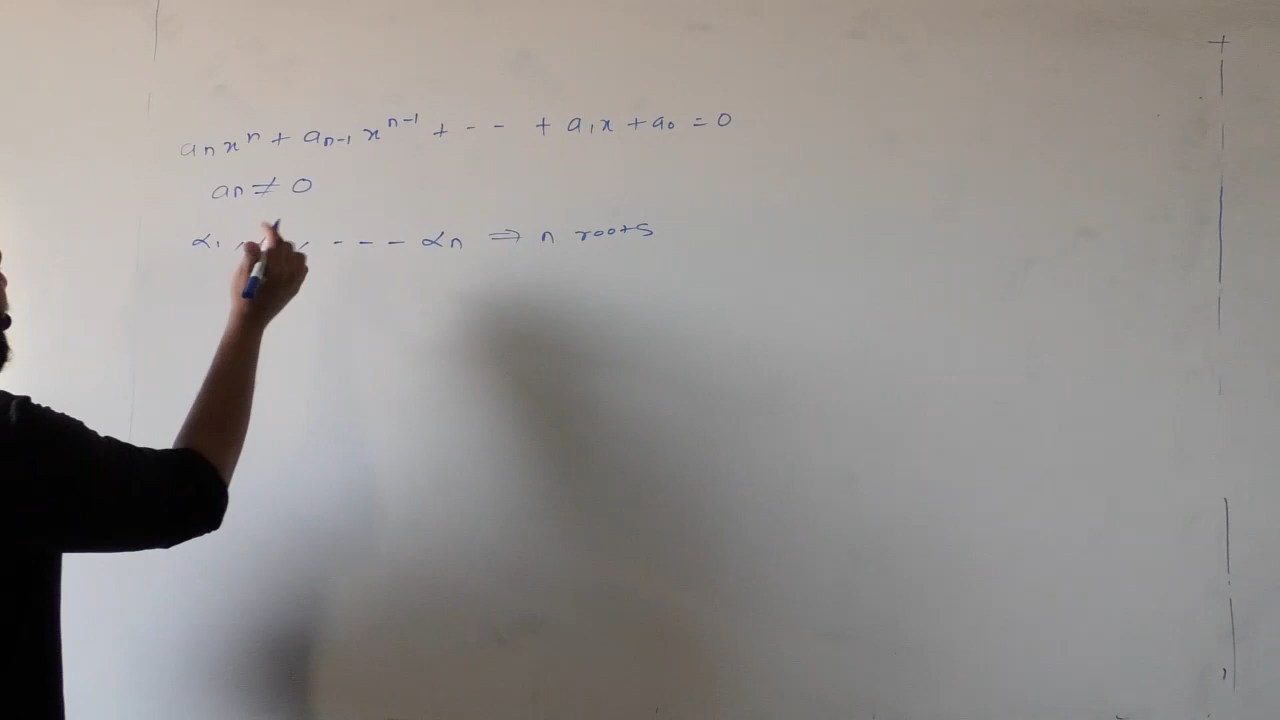 aₙxⁿ + aₙ₋₁xⁿ⁻¹ + - - + a₁x + a₀ = 0
aₙ ≠ 0
α₁, , - - - αₙ ⇒ n roots